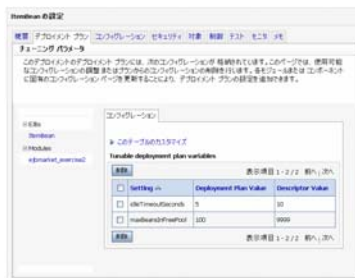 ItemBean の設定
概要 デプロイメント プラン コンフィグレーション セキュリティ 対象 制御 テスト モニタ メモ
チューニング パラメータ
このデプロイメントのデプロイメント プランには、次のコンフィグレーションが 格納されています。このページでは、使用可能
なコンフィグレーションの調整 またはプランからのコンフィグレーションの削除を行います。各モジュールまたは コンポーネント
に固有のコンフィグレーション ページを更新することにより、デプロイメント プランの設定を追加できます。
コンフィグレーション
EJBs
ItemBean
Modules
このテーブルのカスタマイズ
Tunable deployment plan variables
削除
表示項目 1 - 2 / 2 前へ | 次へ
Setting
Deployment Plan Value
Descriptor Value
idleTimeoutSeconds
5
10
maxBeansInFreePool
100
9999
削除
表示項目 1 - 2 / 2 前へ | 次へ